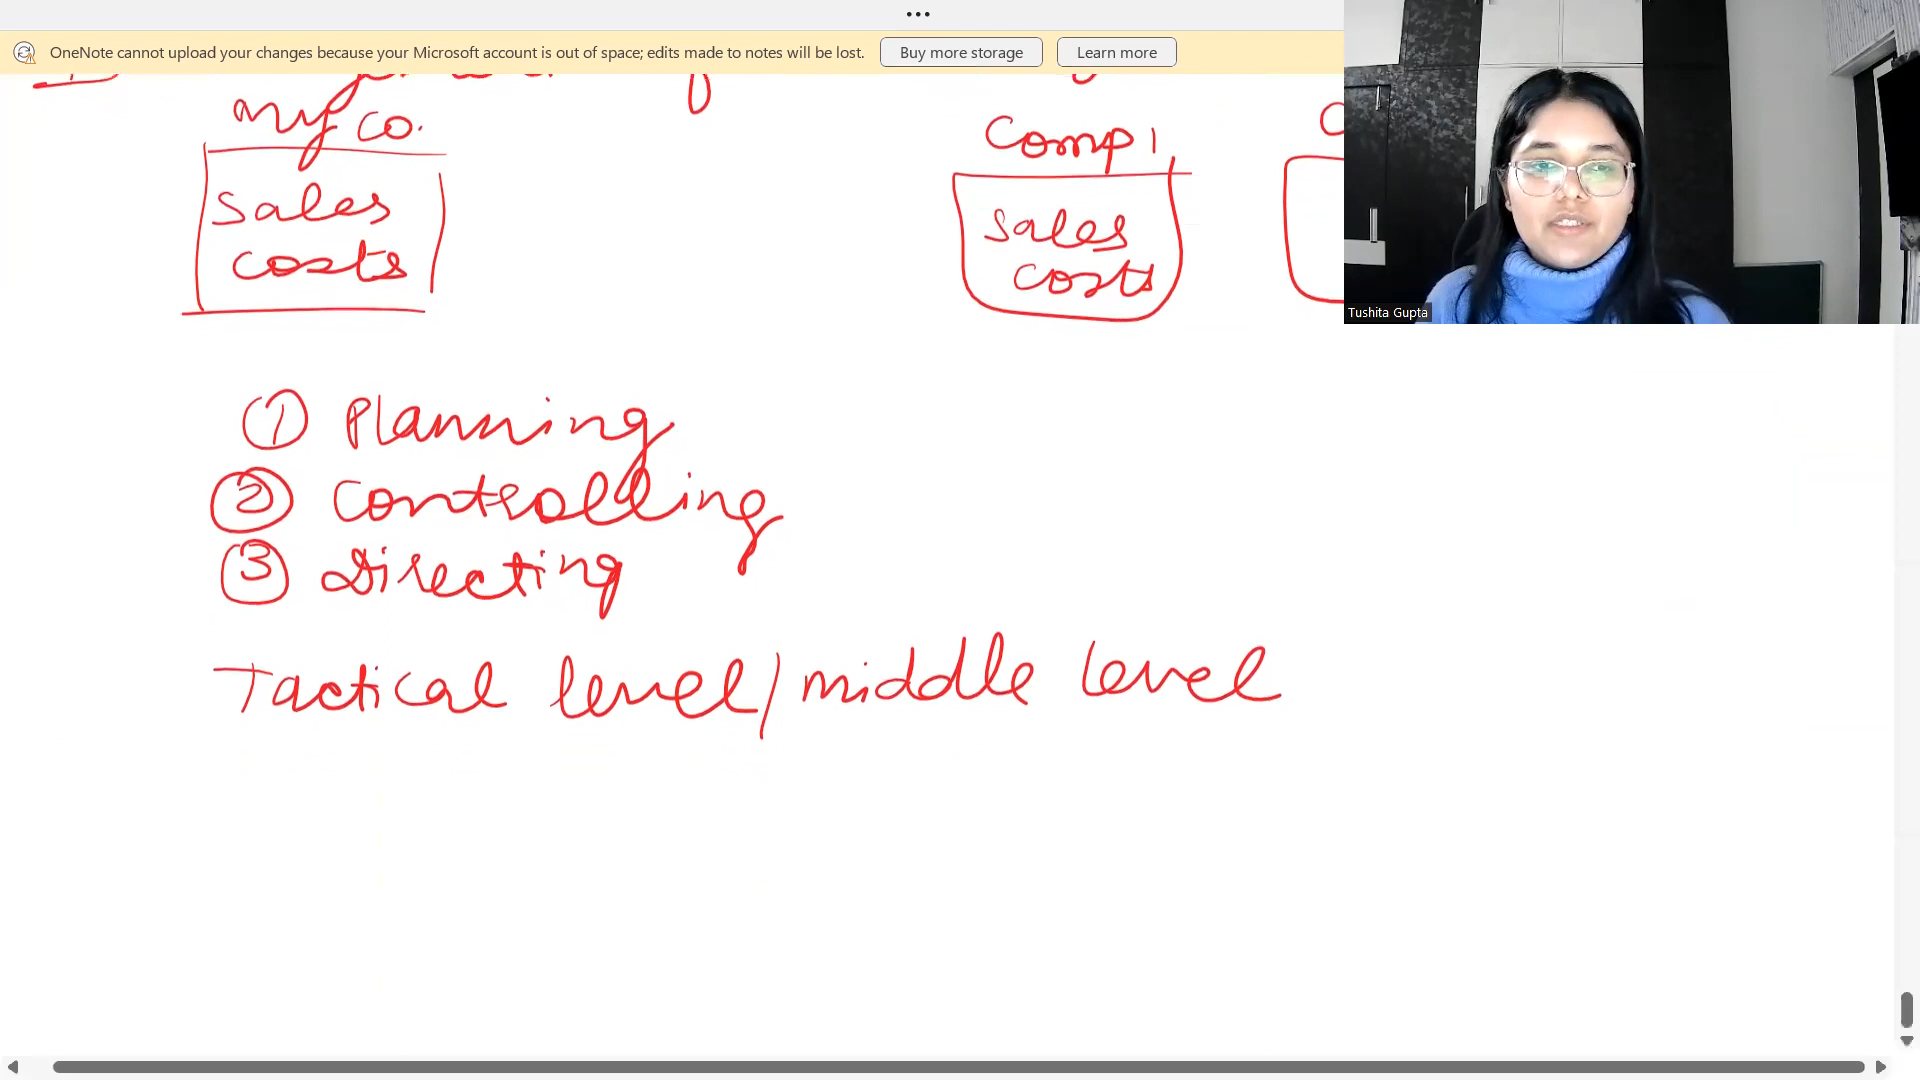 OneNote cannot upload your changes because your Microsoft account is out of space; edits made to notes will be lost. Buy more storage Learn more
my co.
Comp 1
sales
costs
sales
costs
Tushita Gupta
① Planning
② Controlling
③ Directing
Tactical level/middle level